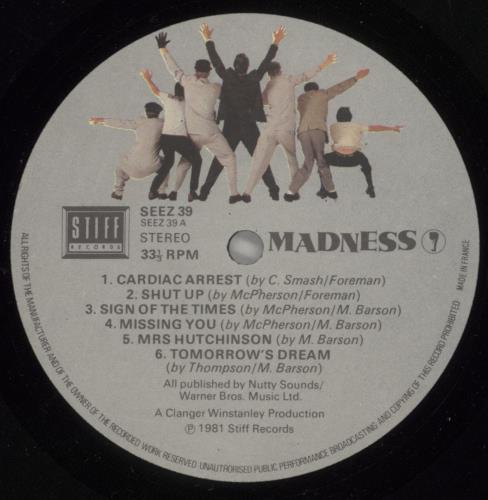 STIFF
RECORDS
SEEZ 39
SEEZ 39 A
STEREO
33⅓ RPM
MADNESS 7
1. CARDIAC ARREST (by C. Smash/Foreman)
2. SHUT UP (by McPherson/Foreman)
3. SIGN OF THE TIMES (by McPherson/M. Barson)
4. MISSING YOU (by McPherson/M. Barson)
5. MRS HUTCHINSON (by M. Barson)
6. TOMORROW'S DREAM
(by Thompson/M. Barson)
All published by Nutty Sounds/
Warner Bros. Music Ltd.
A Clanger Winstanley Production
℗ 1981 Stiff Records
ALL RIGHTS OF THE MANUFACTURER AND OF THE OWNER OF THE RECORDED WORK RESERVED UNAUTHORISED PUBLIC PERFORMANCE BROADCASTING AND COPYING OF THIS RECORD PROHIBITED
MADE IN FRANCE